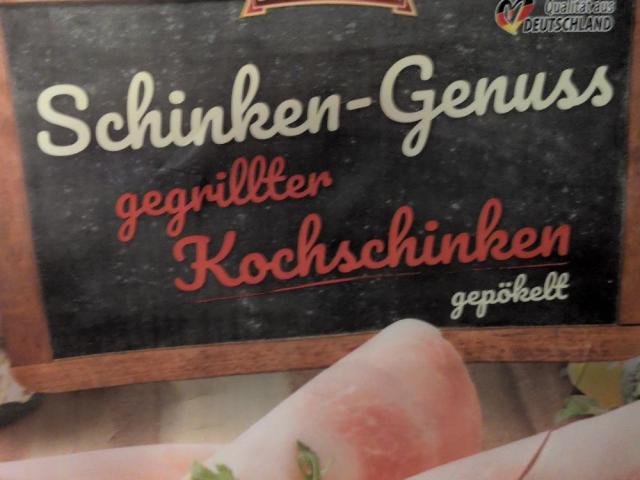 Qualität aus
DEUTSCHLAND
Schinken-Genuss
gegrillter
Kochschinken
gepökelt